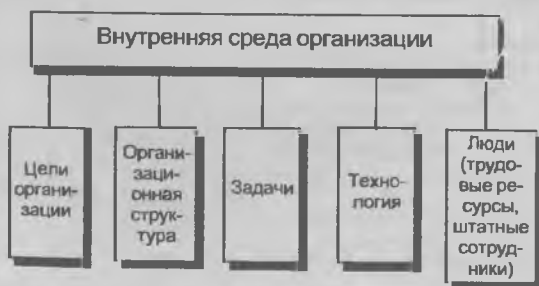 Внутренняя среда организации
Цели
органи-
зации
Органи-
заци-
онная
струк-
тура
Задачи
Техно-
логия
Люди
(трудо-
вые ре-
сурсы,
штатные
сотруд-
ники)